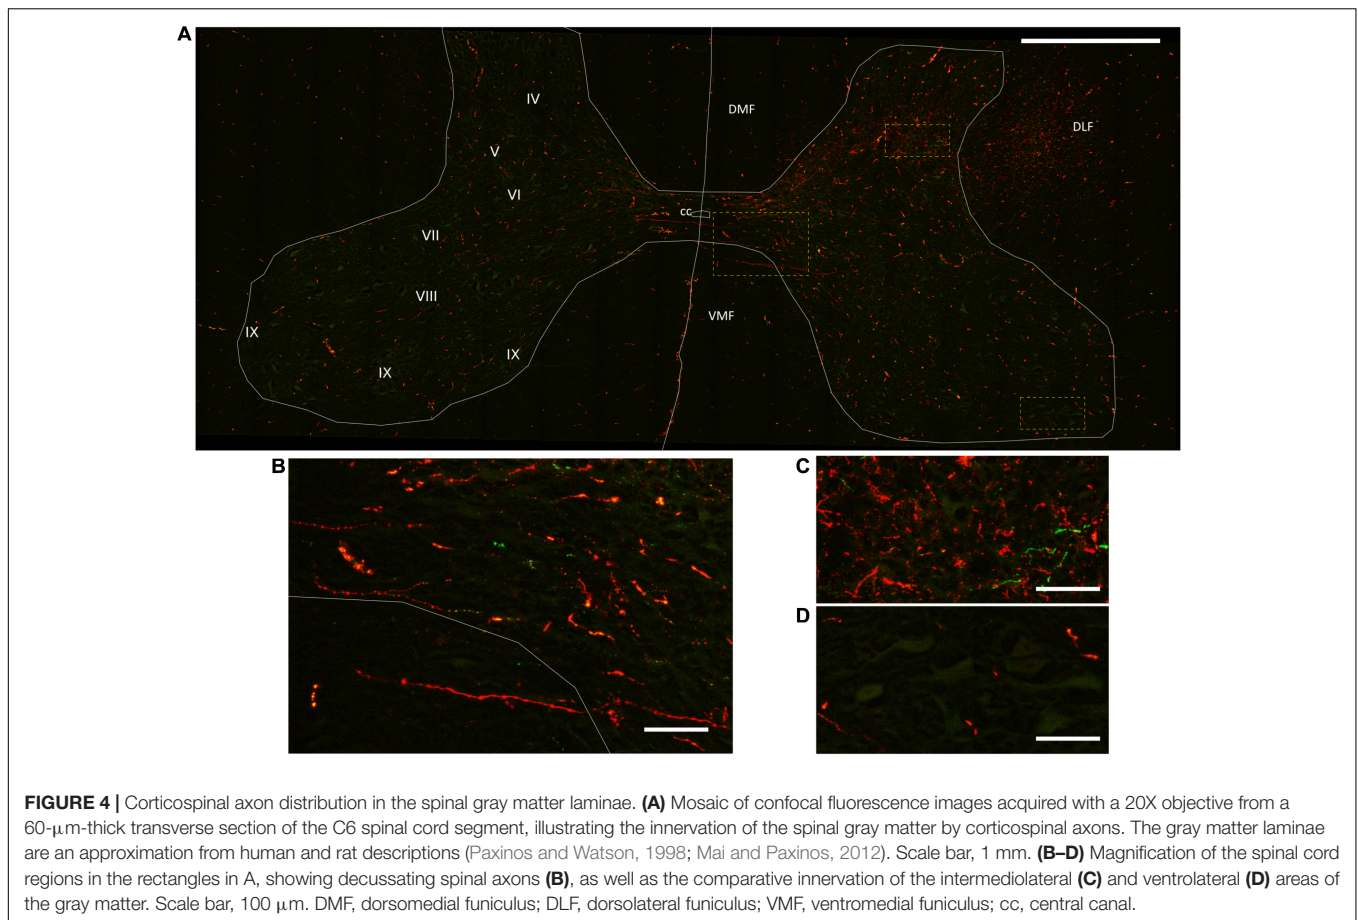 A
IV
DMF
DLF
V
VI
cc
VII
VIII
VMF
IX
IX
IX
B
C
D
FIGURE 4 | Corticospinal axon distribution in the spinal gray matter laminae. (A) Mosaic of confocal fluorescence images acquired with a 20X objective from a
60-μm-thick transverse section of the C6 spinal cord segment, illustrating the innervation of the spinal gray matter by corticospinal axons. The gray matter laminae
are an approximation from human and rat descriptions (Paxinos and Watson, 1998; Mai and Paxinos, 2012). Scale bar, 1 mm. (B–D) Magnification of the spinal cord
regions in the rectangles in A, showing decussating spinal axons (B), as well as the comparative innervation of the intermediolateral (C) and ventrolateral (D) areas of
the gray matter. Scale bar, 100 μm. DMF, dorsomedial funiculus; DLF, dorsolateral funiculus; VMF, ventromedial funiculus; cc, central canal.